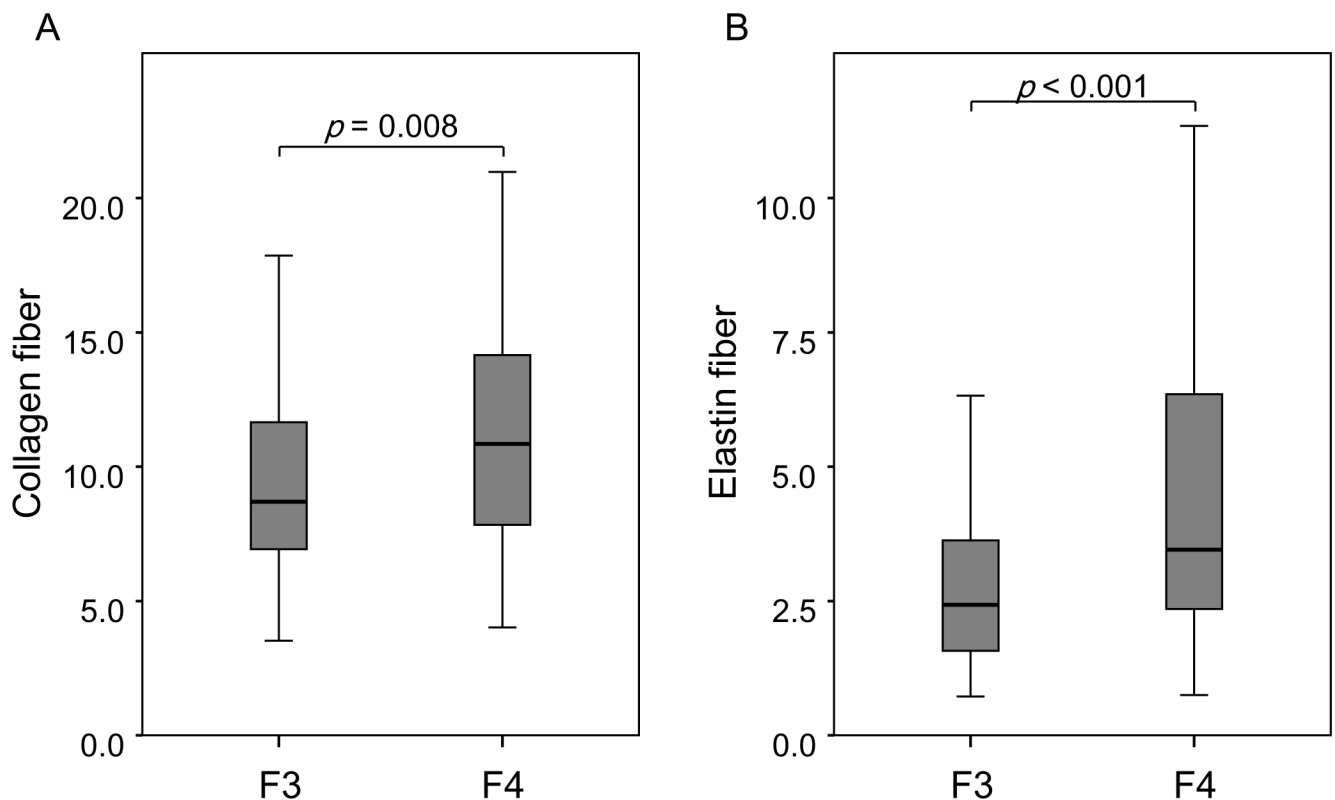 A
p = 0.008
20.0
15.0
10.0
5.0
0.0
Collagen fiber
F3 F4
B
p < 0.001
10.0
7.5
5.0
2.5
0.0
Elastin fiber
F3 F4